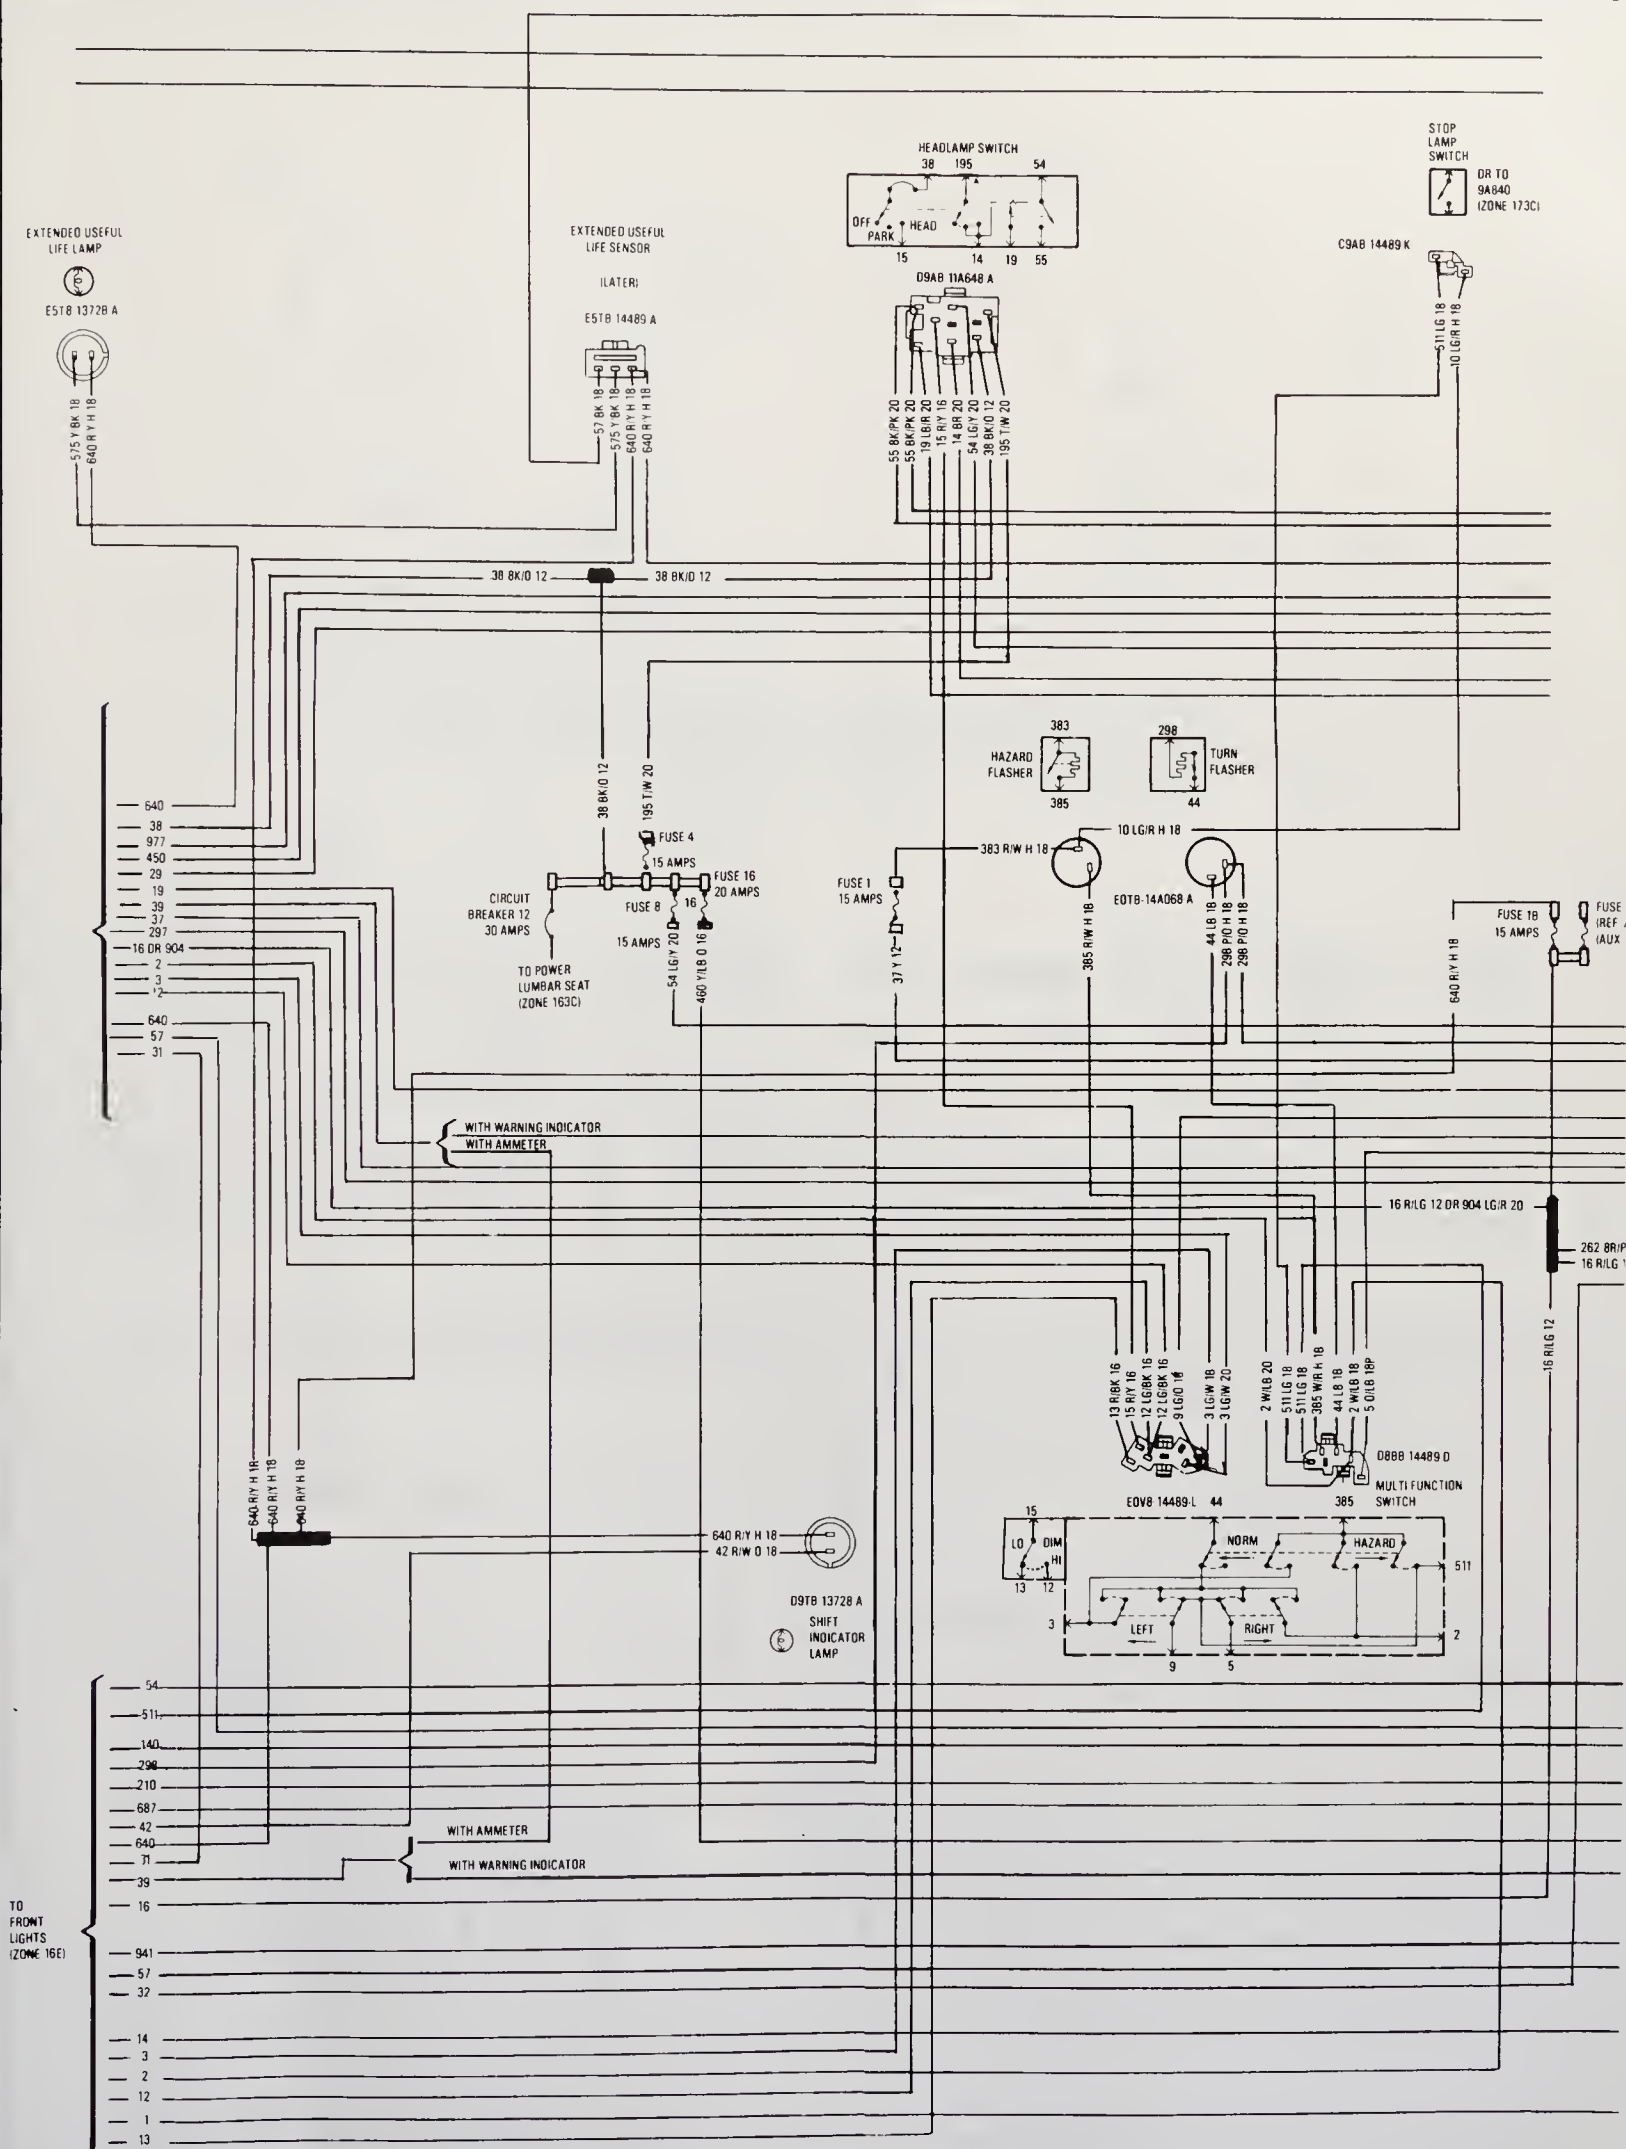 HEADLAMP SWITCH
38 195 54
OFF
PARK
HEAD
15 14 19 55
D9AB 11A648 A
STOP
LAMP
SWITCH
OR TO
9A840
(ZONE 173C)
C9AB 14489 K
511 LG 18
10 LG/R H 18
EXTENDED USEFUL
LIFE LAMP
E5TB 13728 A
575 Y BK 18
640 R Y H 18
EXTENDED USEFUL
LIFE SENSOR
(LATER)
E5TB 14489 A
57 BK 18
575 Y BK 18
640 R/Y H 18
640 R/Y H 18
55 BK/PK 20
55 BK/PK 20
19 LB/R 20
15 R/Y 16
14 BR 20
54 LG/Y 20
38 BK/O 12
195 T/W 20
38 BK/O 12
38 BK/O 12
38 BK/O 12
195 T/W 20
383
HAZARD
FLASHER
385
298
TURN
FLASHER
44
640
38
977
450
29
19
39
37
297
16 OR 904
2
3
12
640
57
31
FUSE 4
15 AMPS
FUSE 16
20 AMPS
FUSE 8
16
15 AMPS
CIRCUIT
BREAKER 12
30 AMPS
TO POWER
LUMBAR SEAT
(ZONE 163C)
54 LG/Y 20
460 Y/LB O 16
10 LG/R H 18
383 R/W H 18
FUSE 1
15 AMPS
37 Y 12
EOTB-14A068 A
385 R/W H 18
44 LB 18
298 P/O H 18
298 P/O H 18
640 R/Y H 18
FUSE 18
15 AMPS
FUSE
(REF
(AUX
WITH WARNING INDICATOR
WITH AMMETER
16 R/LG 12 OR 904 LG/R 20
262 BR/P
16 R/LG 1
16 R/LG 12
13 R/BK 16
15 R/Y 16
12 LG/BK 16
12 LG/BK 16
9 LG/O 18
3 LG/W 18
3 LG/W 20
2 W/LB 20
511 LG 18
511 LG 18
385 W/R H 18
44 LB 18
2 W/LB 18
5 O/LB 18P
D8BB 14489 D
MULTI FUNCTION
SWITCH
EOVB 14489-L 44 385
15
LO DIM
HI
13 12
NORM
HAZARD
511
3
LEFT
RIGHT
2
9 5
640 R/Y H 18
640 R/Y H 18
640 R/Y H 18
640 R/Y H 18
42 R/W O 18
D9TB 13728 A
SHIFT
INDICATOR
LAMP
54
511
140
298
210
687
42
640
31
39
16
941
57
32
14
3
2
12
1
13
WITH AMMETER
WITH WARNING INDICATOR
TO
FRONT
LIGHTS
(ZONE 16E)